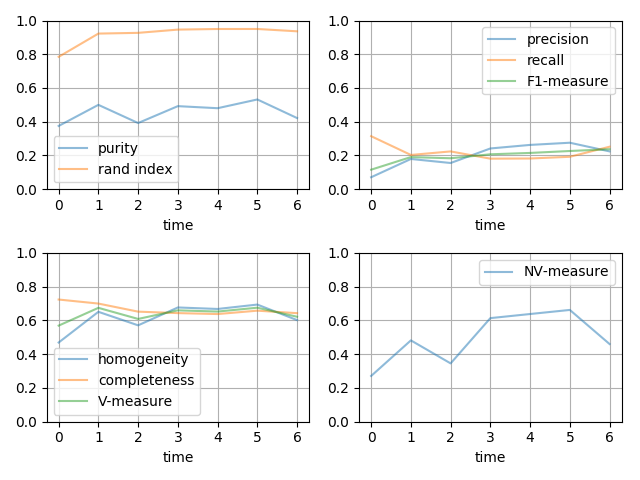 1.0
0.8
0.6
0.4
0.2
0.0
purity
rand index
0 1 2 3 4 5 6
time
1.0
0.8
0.6
0.4
0.2
0.0
precision
recall
F1-measure
0 1 2 3 4 5 6
time
1.0
0.8
0.6
0.4
0.2
0.0
homogeneity
completeness
V-measure
0 1 2 3 4 5 6
time
1.0
0.8
0.6
0.4
0.2
0.0
NV-measure
0 1 2 3 4 5 6
time